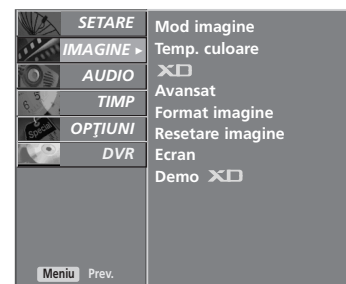 SETARE
IMAGINE ▸
AUDIO
TIMP
OPŢIUNI
DVR
Meniu Prev.
Mod imagine
Temp. culoare
XD
Avansat
Format imagine
Resetare imagine
Ecran
Demo XD